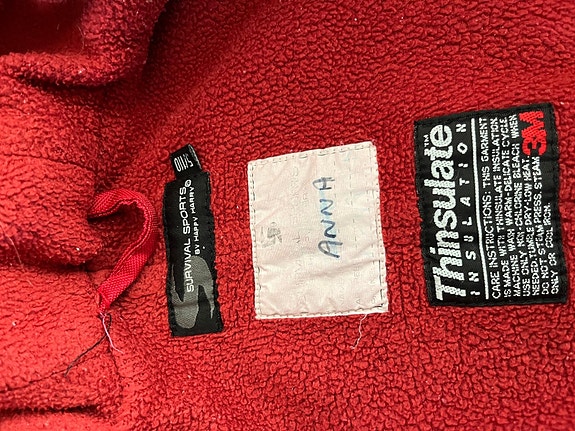 SURVIVAL SPORTS®
BY HAPPY HARRY®
ANNA
Thinsulate™
INSULATION
CARE INSTRUCTIONS: THIS GARMENT
IS MADE WITH THINSULATE INSULATION
MACHINE WASH WARM - DELICATE CYCLE.
USE ONLY NON-CHLORINE BLEACH WHEN
NEEDED. TUMBLE DRY - LOW HEAT.
DO NOT STEAM PRESS. STEAM
ONLY OR COOL IRON.
3M